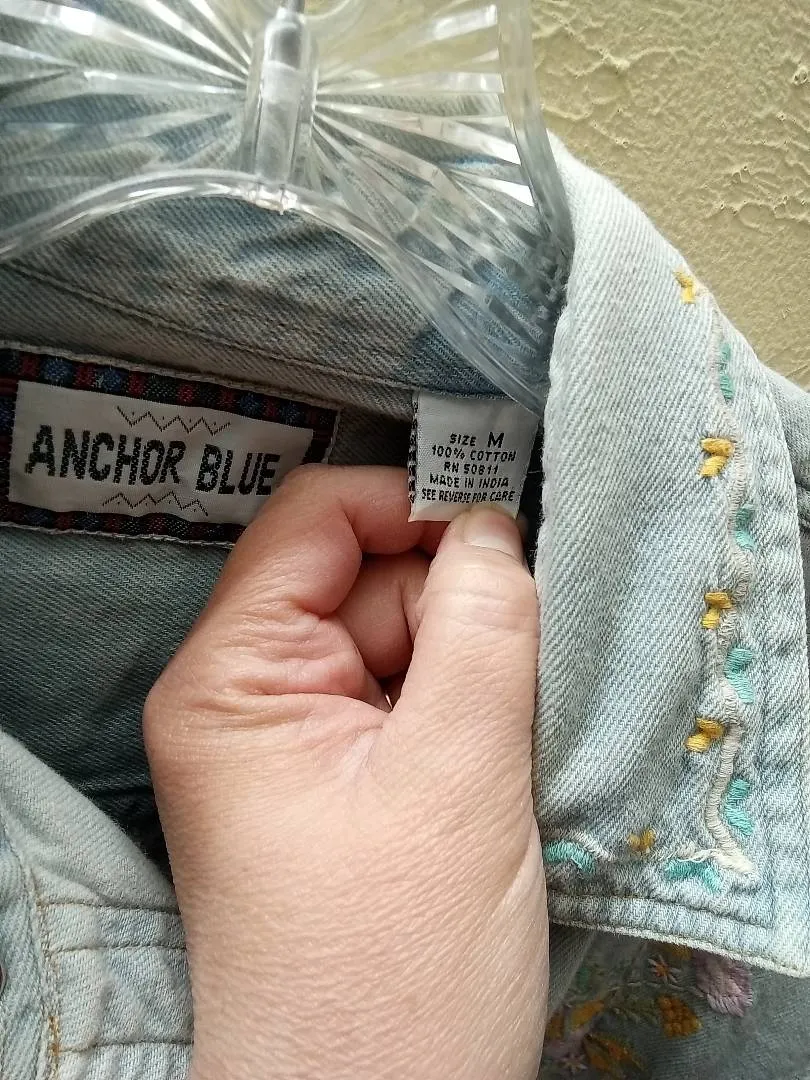 ANCHOR BLUE
SIZE M
100% COTTON
RN 50811
MADE IN INDIA
SEE REVERSE FOR CARE